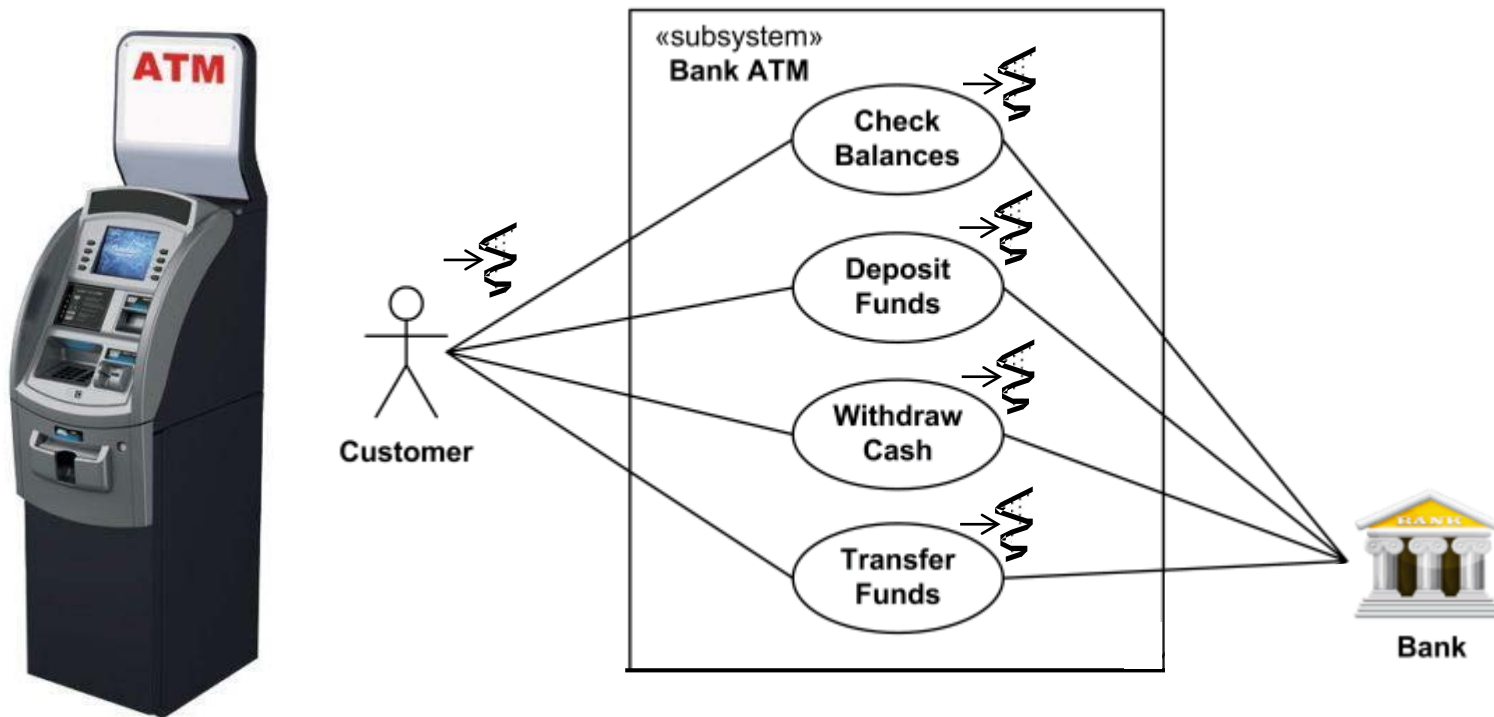 ATM
«subsystem»
Bank ATM
Check
Balances
Deposit
Funds
Customer
Withdraw
Cash
Transfer
Funds
BANK
Bank